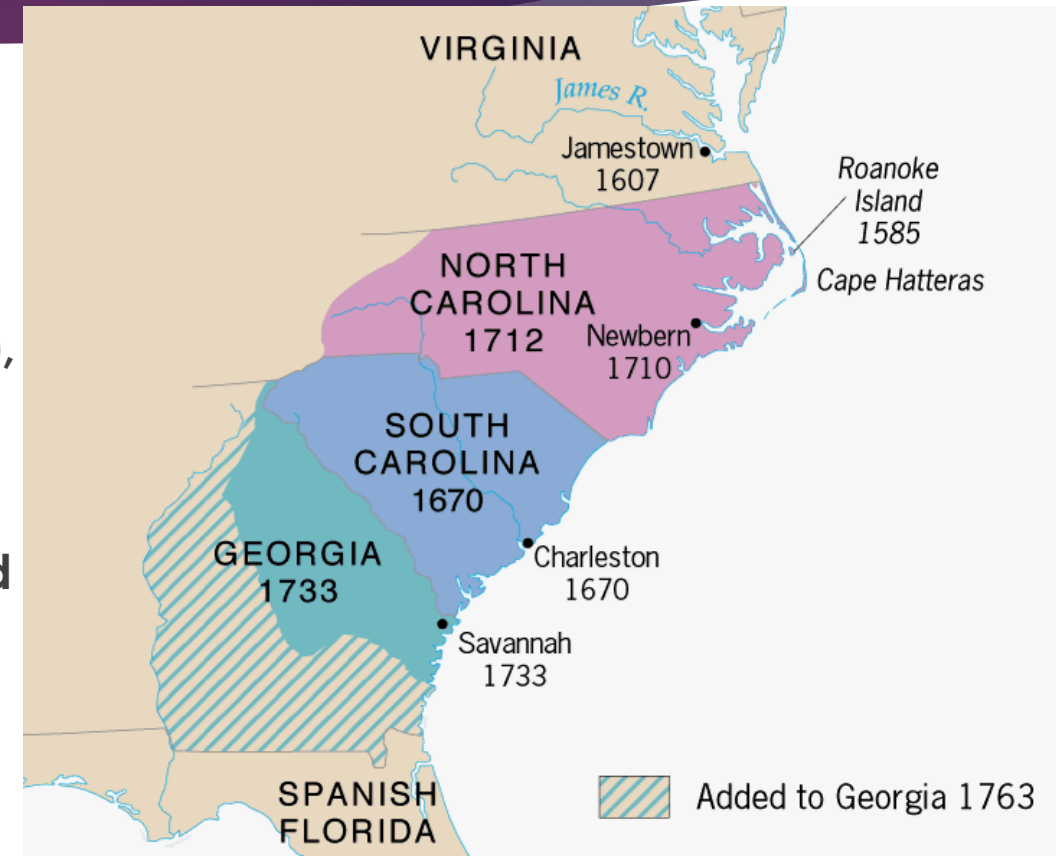 VIRGINIA
James R.
Jamestown
1607
Roanoke
Island
1585
Cape Hatteras
NORTH
CAROLINA
1712
Newbern
1710
SOUTH
CAROLINA
1670
GEORGIA
1733
Charleston
1670
Savannah
1733
SPANISH
FLORIDA
Added to Georgia 1763